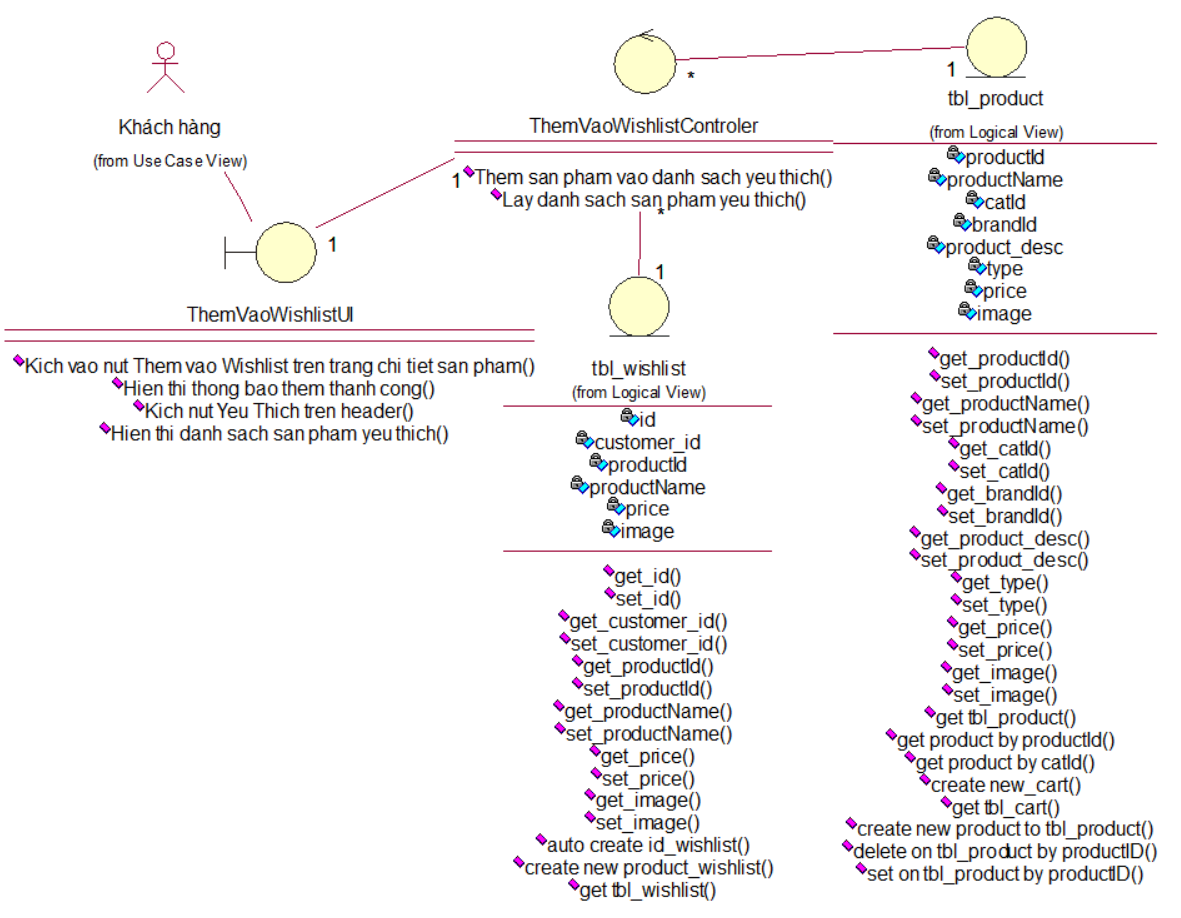 Khách hàng
(from Use Case View)
ThemVaoWishlistUI
Kich vao nut Them vao Wishlist tren trang chi tiet san pham()
Hien thi thong bao them thanh cong()
Kich nut Yeu Thich tren header()
Hien thi danh sach san pham yeu thich()
1
1
ThemVaoWishlistControler
Them san pham vao danh sach yeu thich()
Lay danh sach san pham yeu thich()
*
1
*
1
tbl_wishlist
(from Logical View)
id
customer_id
productId
productName
price
image
get_id()
set_id()
get_customer_id()
set_customer_id()
get_productId()
set_productId()
get_productName()
set_productName()
get_price()
set_price()
get_image()
set_image()
auto create id_wishlist()
create new product_wishlist()
get tbl_wishlist()
tbl_product
(from Logical View)
productId
productName
catId
brandId
product_desc
type
price
image
get_productId()
set_productId()
get_productName()
set_productName()
get_catId()
set_catId()
get_brandId()
set_brandId()
get_product_desc()
set_product_desc()
get_type()
set_type()
get_price()
set_price()
get_image()
set_image()
get tbl_product()
get product by productId()
get product by catId()
create new_cart()
get tbl_cart()
create new product to tbl_product()
delete on tbl_product by productID()
set on tbl_product by productID()